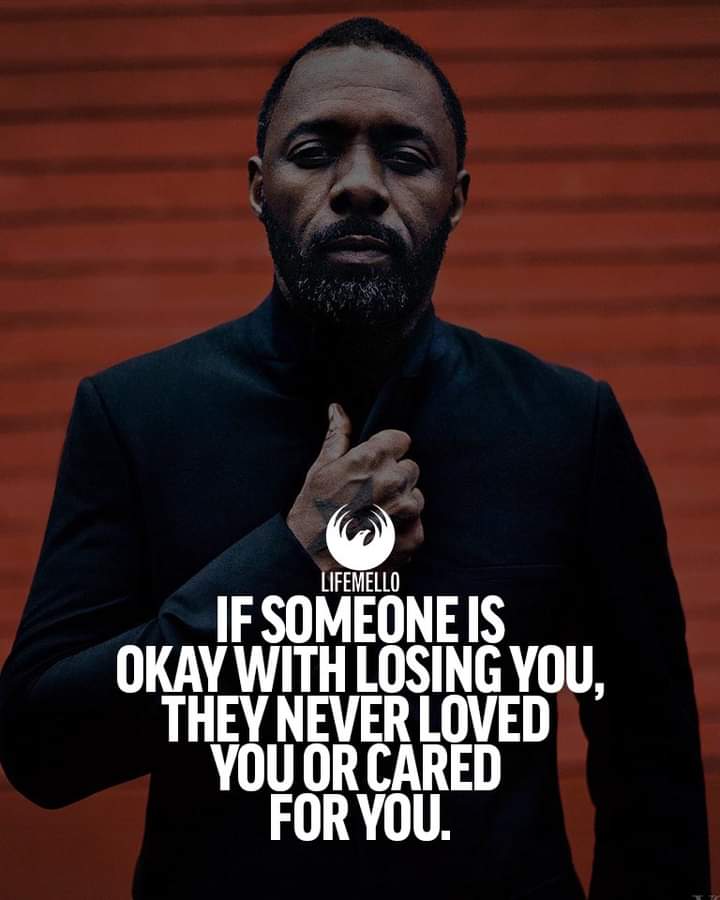 LIFEMELLO
IF SOMEONE IS
OKAY WITH LOSING YOU,
THEY NEVER LOVED
YOU OR CARED
FOR YOU.